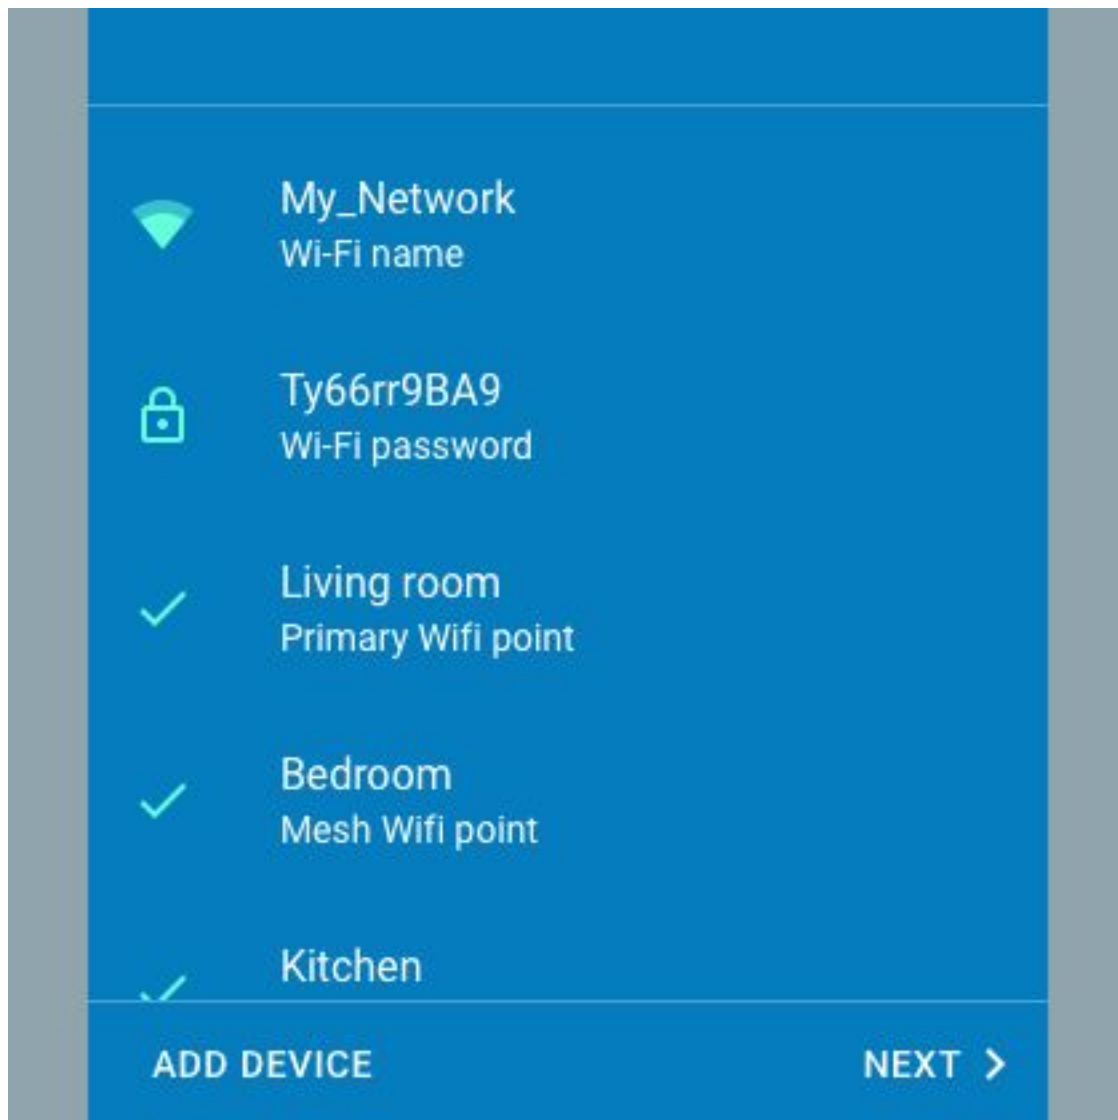 My_Network
Wi-Fi name
Ty66rr9BA9
Wi-Fi password
Living room
Primary Wifi point
Bedroom
Mesh Wifi point
Kitchen
ADD DEVICE
NEXT